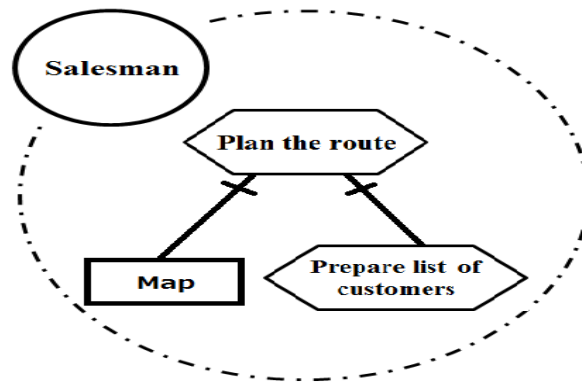 Salesman
Plan the route
Map
Prepare list of
customers